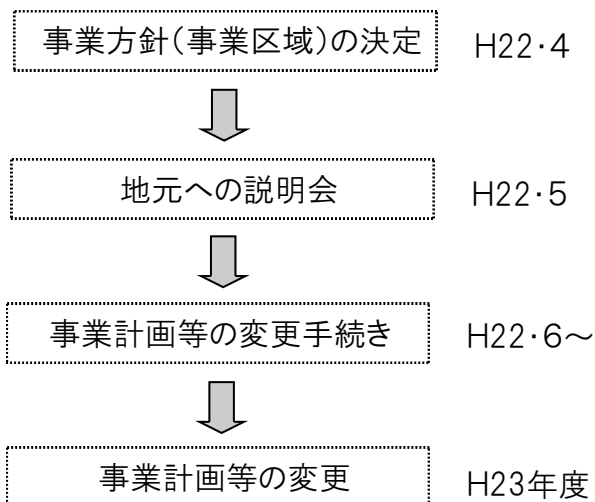 事業方針(事業区域)の決定 H22・4
地元への説明会 H22・5
事業計画等の変更手続き H22・6~
事業計画等の変更 H23年度